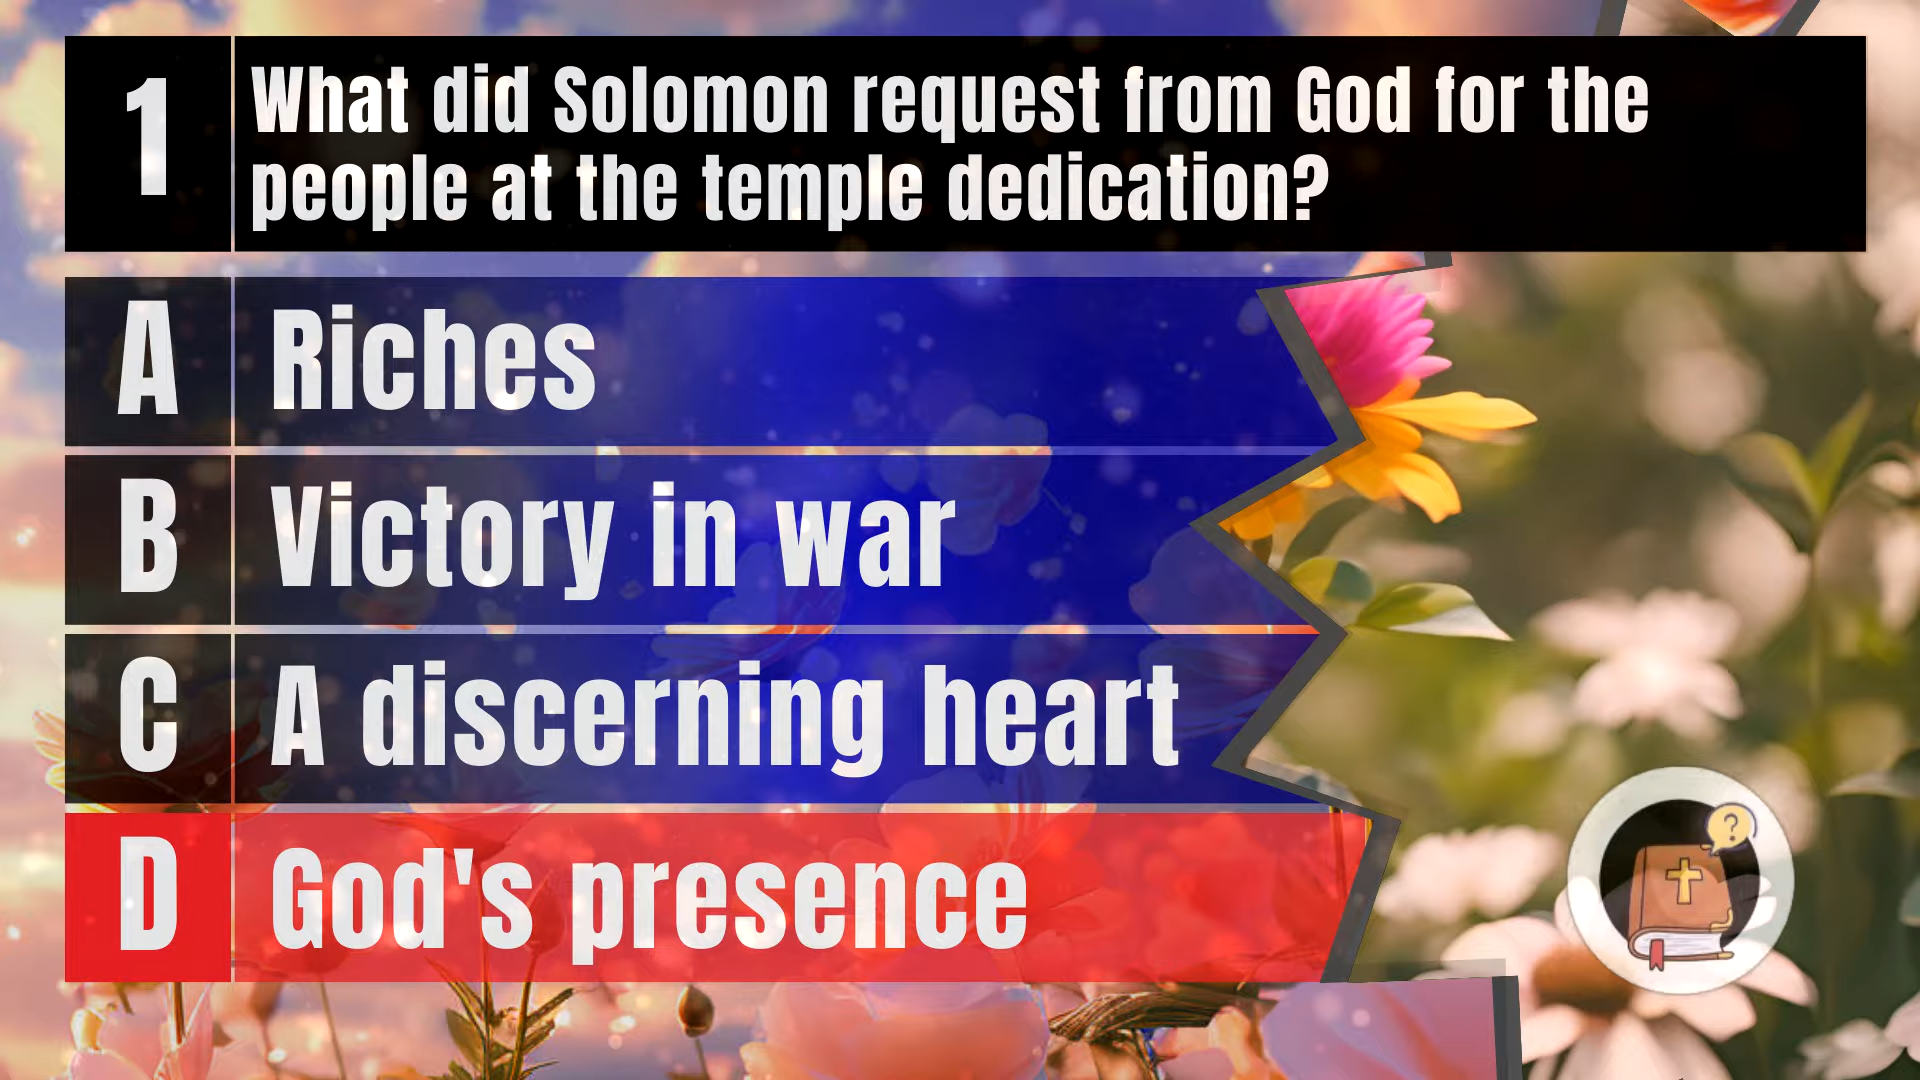 1
What did Solomon request from God for the
people at the temple dedication?
A
Riches
B
Victory in war
C
A discerning heart
D
God's presence
?